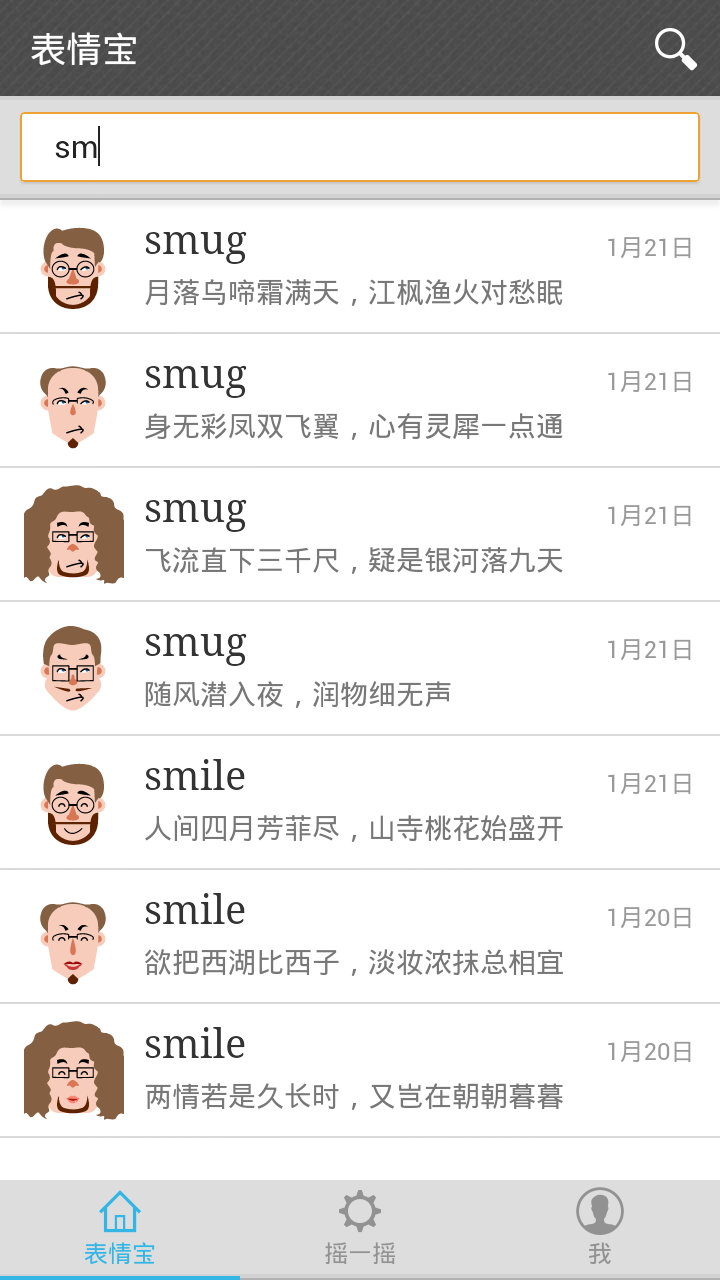 表情宝
sm
smug
1月21日
月落乌啼霜满天，江枫渔火对愁眠
smug
1月21日
身无彩凤双飞翼，心有灵犀一点通
smug
1月21日
飞流直下三千尺，疑是银河落九天
smug
1月21日
随风潜入夜，润物细无声
smile
1月21日
人间四月芳菲尽，山寺桃花始盛开
smile
1月20日
欲把西湖比西子，淡妆浓抹总相宜
smile
1月20日
两情若是久长时，又岂在朝朝暮暮
表情宝
摇一摇
我